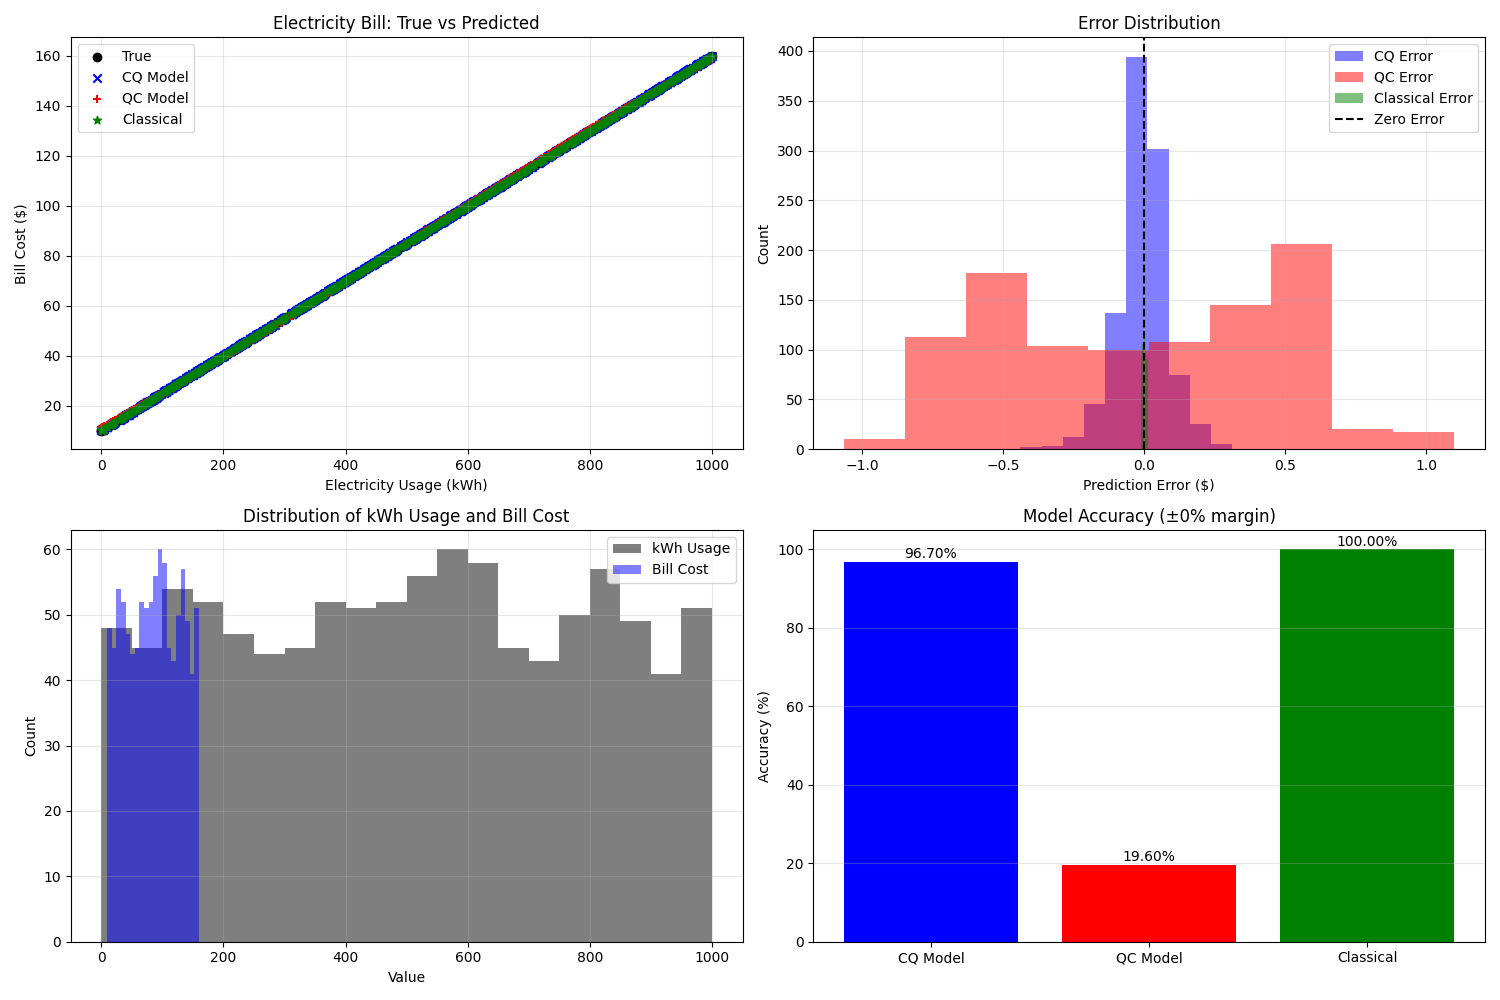 Electricity Bill: True vs Predicted
True
CQ Model
QC Model
Classical
Bill Cost ($)
160
140
120
100
80
60
40
20
0 200 400 600 800 1000
Electricity Usage (kWh)
Error Distribution
CQ Error
QC Error
Classical Error
Zero Error
Count
400
350
300
250
200
150
100
50
0
−1.0 −0.5 0.0 0.5 1.0
Prediction Error ($)
Distribution of kWh Usage and Bill Cost
kWh Usage
Bill Cost
Count
60
50
40
30
20
10
0
0 200 400 600 800 1000
Value
Model Accuracy (±0% margin)
96.70%
19.60%
100.00%
Accuracy (%)
100
80
60
40
20
0
CQ Model QC Model Classical